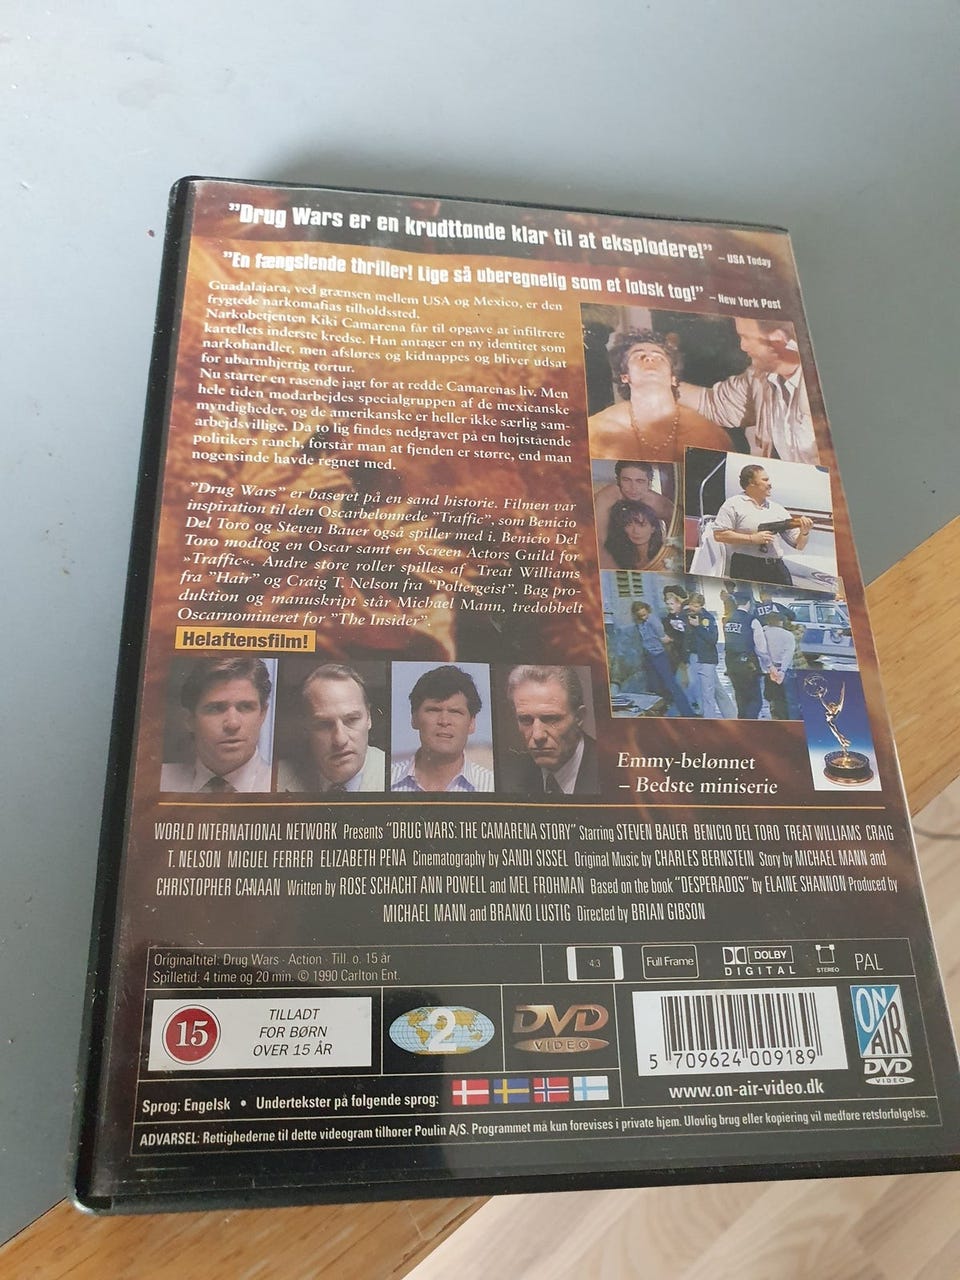 "Drug Wars er en krudttønde klar til at eksplodere!" – USA Today
"En fængslende thriller! Lige så uberegnelig som et løbsk tog!" – New York Post
Guadalajara, ved grænsen mellem USA og Mexico, er den
frygtede narkomafias tilholdssted.
Narkobetjenten Kiki Camarena får til opgave at infiltrere
kartellets inderste kredse. Han antager en ny identitet som
narkohandler, men afsløres og kidnappes og bliver udsat
for ubarmhjertig tortur.
Nu starter en rasende jagt for at redde Camarenas liv. Men
hele tiden modarbejdes specialgruppen af de mexicanske
myndigheder, og de amerikanske er heller ikke særlig sam-
arbejdsvillige. Da to lig findes nedgravet på en højtstående
politikers ranch, forstår man at fjenden er større, end man
nogensinde havde regnet med.
"Drug Wars" er baseret på en sand historie. Filmen var
inspiration til den Oscarbelønnede "Traffic", som Benicio
Del Toro og Steven Bauer også spiller med i. Benicio Del
Toro modtog en Oscar samt en Screen Actors Guild for
»Traffic«. Andre store roller spilles af Treat Williams
fra "Hair" og Craig T. Nelson fra "Poltergeist". Bag pro-
duktion og manuskript står Michael Mann, tredobbelt
Oscarnomineret for "The Insider".
Helaftensfilm!
DEA
Emmy-belønnet
– Bedste miniserie
WORLD INTERNATIONAL NETWORK Presents "DRUG WARS: THE CAMARENA STORY" Starring STEVEN BAUER BENICIO DEL TORO TREAT WILLIAMS CRAIG
T. NELSON MIGUEL FERRER ELIZABETH PENA Cinematography by SANDI SISSEL Original Music by CHARLES BERNSTEIN Story by MICHAEL MANN and
CHRISTOPHER CANAAN Written by ROSE SCHACHT ANN POWELL and MEL FROHMAN Based on the book "DESPERADOS" by ELAINE SHANNON Produced by
MICHAEL MANN and BRANKO LUSTIG Directed by BRIAN GIBSON
Originaltitel: Drug Wars · Action · Till. o. 15 år
Spilletid: 4 time og 20 min. © 1990 Carlton Ent.
4:3
Full Frame
DOLBY
DIGITAL
STEREO
PAL
15
TILLADT
FOR BØRN
OVER 15 ÅR
2
DVD
VIDEO
5 709624 009189
www.on-air-video.dk
ON
AIR
DVD
VIDEO
Sprog: Engelsk • Undertekster på følgende sprog:
ADVARSEL: Rettighederne til dette videogram tilhører Poulin A/S. Programmet må kun forevises i private hjem. Ulovlig brug eller kopiering vil medføre retsforfølgelse.